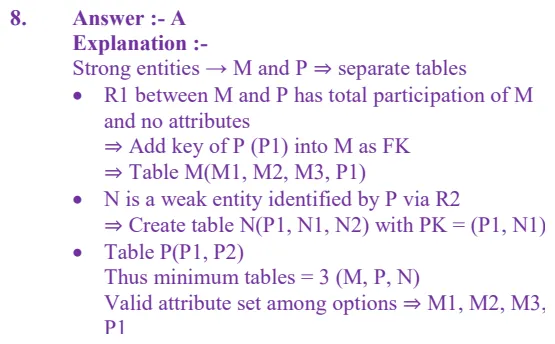 8. Answer :- A
Explanation :-
Strong entities → M and P ⇒ separate tables
• R1 between M and P has total participation of M
and no attributes
⇒ Add key of P (P1) into M as FK
⇒ Table M(M1, M2, M3, P1)
• N is a weak entity identified by P via R2
⇒ Create table N(P1, N1, N2) with PK = (P1, N1)
• Table P(P1, P2)
Thus minimum tables = 3 (M, P, N)
Valid attribute set among options ⇒ M1, M2, M3,
P1